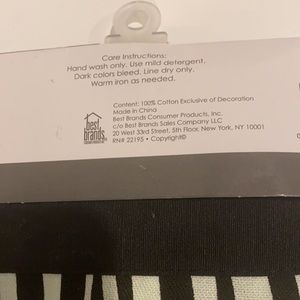 Care Instructions:
Hand wash only. Use mild detergent.
Dark colors bleed. Line dry only.
Warm iron as needed.
Content: 100% Cotton Exclusive of Decoration
Made in China
Best Brands Consumer Products, Inc.
c/o Best Brands Sales Company LLC
20 West 33rd Street, 5th Floor, New York, NY 10001
RN# 22195 • Copyright©
best
brands